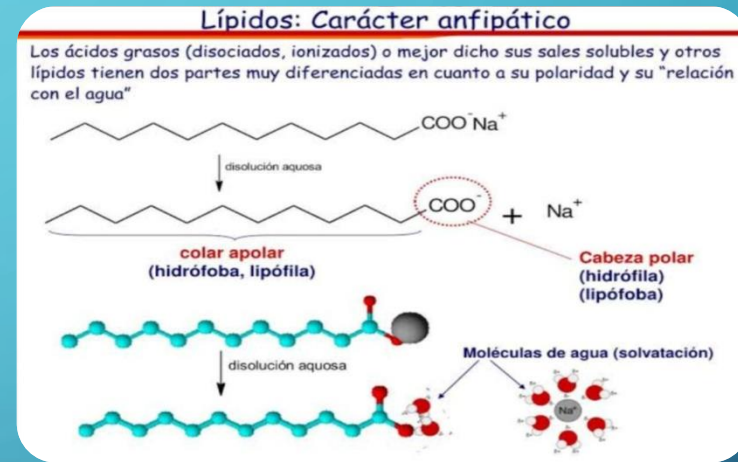 Lípidos: Carácter anfipático
Los ácidos grasos (disociados, ionizados) o mejor dicho sus sales solubles y otros
lípidos tienen dos partes muy diferenciadas en cuanto a su polaridad y su "relación
con el agua"
COO⁻Na⁺
disolución aquosa
COO⁻ + Na⁺
colar apolar
(hidrófoba, lipófila)
Cabeza polar
(hidrófila)
(lipófoba)
Moléculas de agua (solvatación)
disolución aquosa
Na⁺